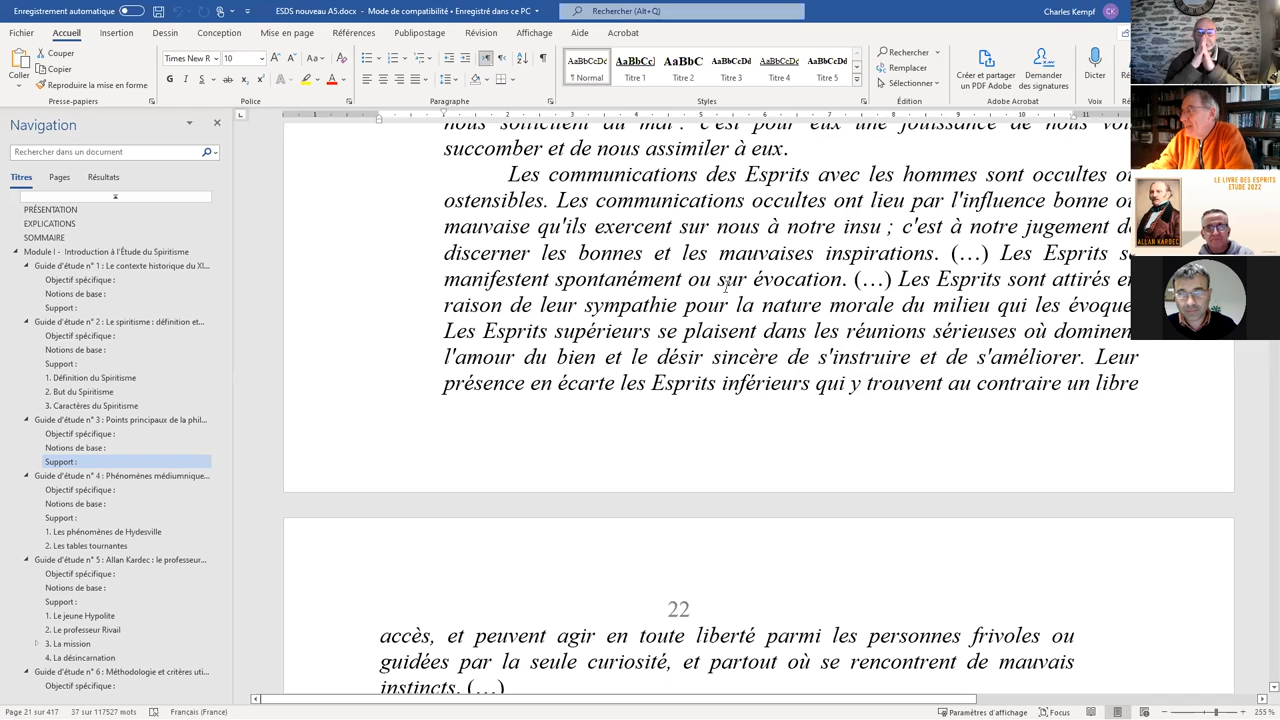 Enregistrement automatique
ESDS nouveau A5.docx - Mode de compatibilité • Enregistré dans ce PC
Rechercher (Alt+Q)
Charles Kempf
CK
Fichier
Accueil
Insertion
Dessin
Conception
Mise en page
Références
Publipostage
Révision
Affichage
Aide
Acrobat
Coller
Couper
Copier
Reproduire la mise en forme
Presse-papiers
Times New R
10
Aa
G I S ab
A
Police
Paragraphe
AaBbCcDc
¶ Normal
AaBbCcI
Titre 1
AaBbC
Titre 2
AaBbCcDd
Titre 3
AaBbCcDd
Titre 4
AaBbCcDd
Titre 5
Styles
Rechercher
Remplacer
Sélectionner
Édition
Créer et partager
un PDF Adobe
Demander
des signatures
Adobe Acrobat
Dicter
Voix
Navigation
Rechercher dans un document
Titres
Pages
Résultats
PRÉSENTATION
EXPLICATIONS
SOMMAIRE
Module I - Introduction à l'Étude du Spiritisme
Guide d'étude n° 1 : Le contexte historique du XI...
Objectif spécifique :
Notions de base :
Support :
Guide d'étude n° 2 : Le spiritisme : définition et...
Objectif spécifique :
Notions de base :
Support :
1. Définition du Spiritisme
2. But du Spiritisme
3. Caractères du Spiritisme
Guide d'étude n° 3 : Points principaux de la phil...
Objectif spécifique :
Notions de base :
Support :
Guide d'étude n° 4 : Phénomènes médiumnique...
Objectif spécifique :
Notions de base :
Support :
1. Les phénomènes de Hydesville
2. Les tables tournantes
Guide d'étude n° 5 : Allan Kardec : le professeur...
Objectif spécifique :
Notions de base :
Support :
1. Le jeune Hypolite
2. Le professeur Rivail
3. La mission
4. La désincarnation
Guide d'étude n° 6 : Méthodologie et critères uti...
Objectif spécifique :
nous sollicitent au mal : c'est pour eux une jouissance de nous voi
succomber et de nous assimiler à eux.
Les communications des Esprits avec les hommes sont occultes o
ostensibles. Les communications occultes ont lieu par l'influence bonne o
mauvaise qu'ils exercent sur nous à notre insu ; c'est à notre jugement d
discerner les bonnes et les mauvaises inspirations. (…) Les Esprits s
manifestent spontanément ou sur évocation. (…) Les Esprits sont attirés e
raison de leur sympathie pour la nature morale du milieu qui les évoque
Les Esprits supérieurs se plaisent dans les réunions sérieuses où dominen
l'amour du bien et le désir sincère de s'instruire et de s'améliorer. Leur
présence en écarte les Esprits inférieurs qui y trouvent au contraire un libre
22
accès, et peuvent agir en toute liberté parmi les personnes frivoles ou
guidées par la seule curiosité, et partout où se rencontrent de mauvais
instincts. (…)
LE LIVRE DES ESPRITS
ETUDE 2022
ALLAN KARDEC
Page 21 sur 417
37 sur 117527 mots
Français (France)
Paramètres d'affichage
Focus
255 %